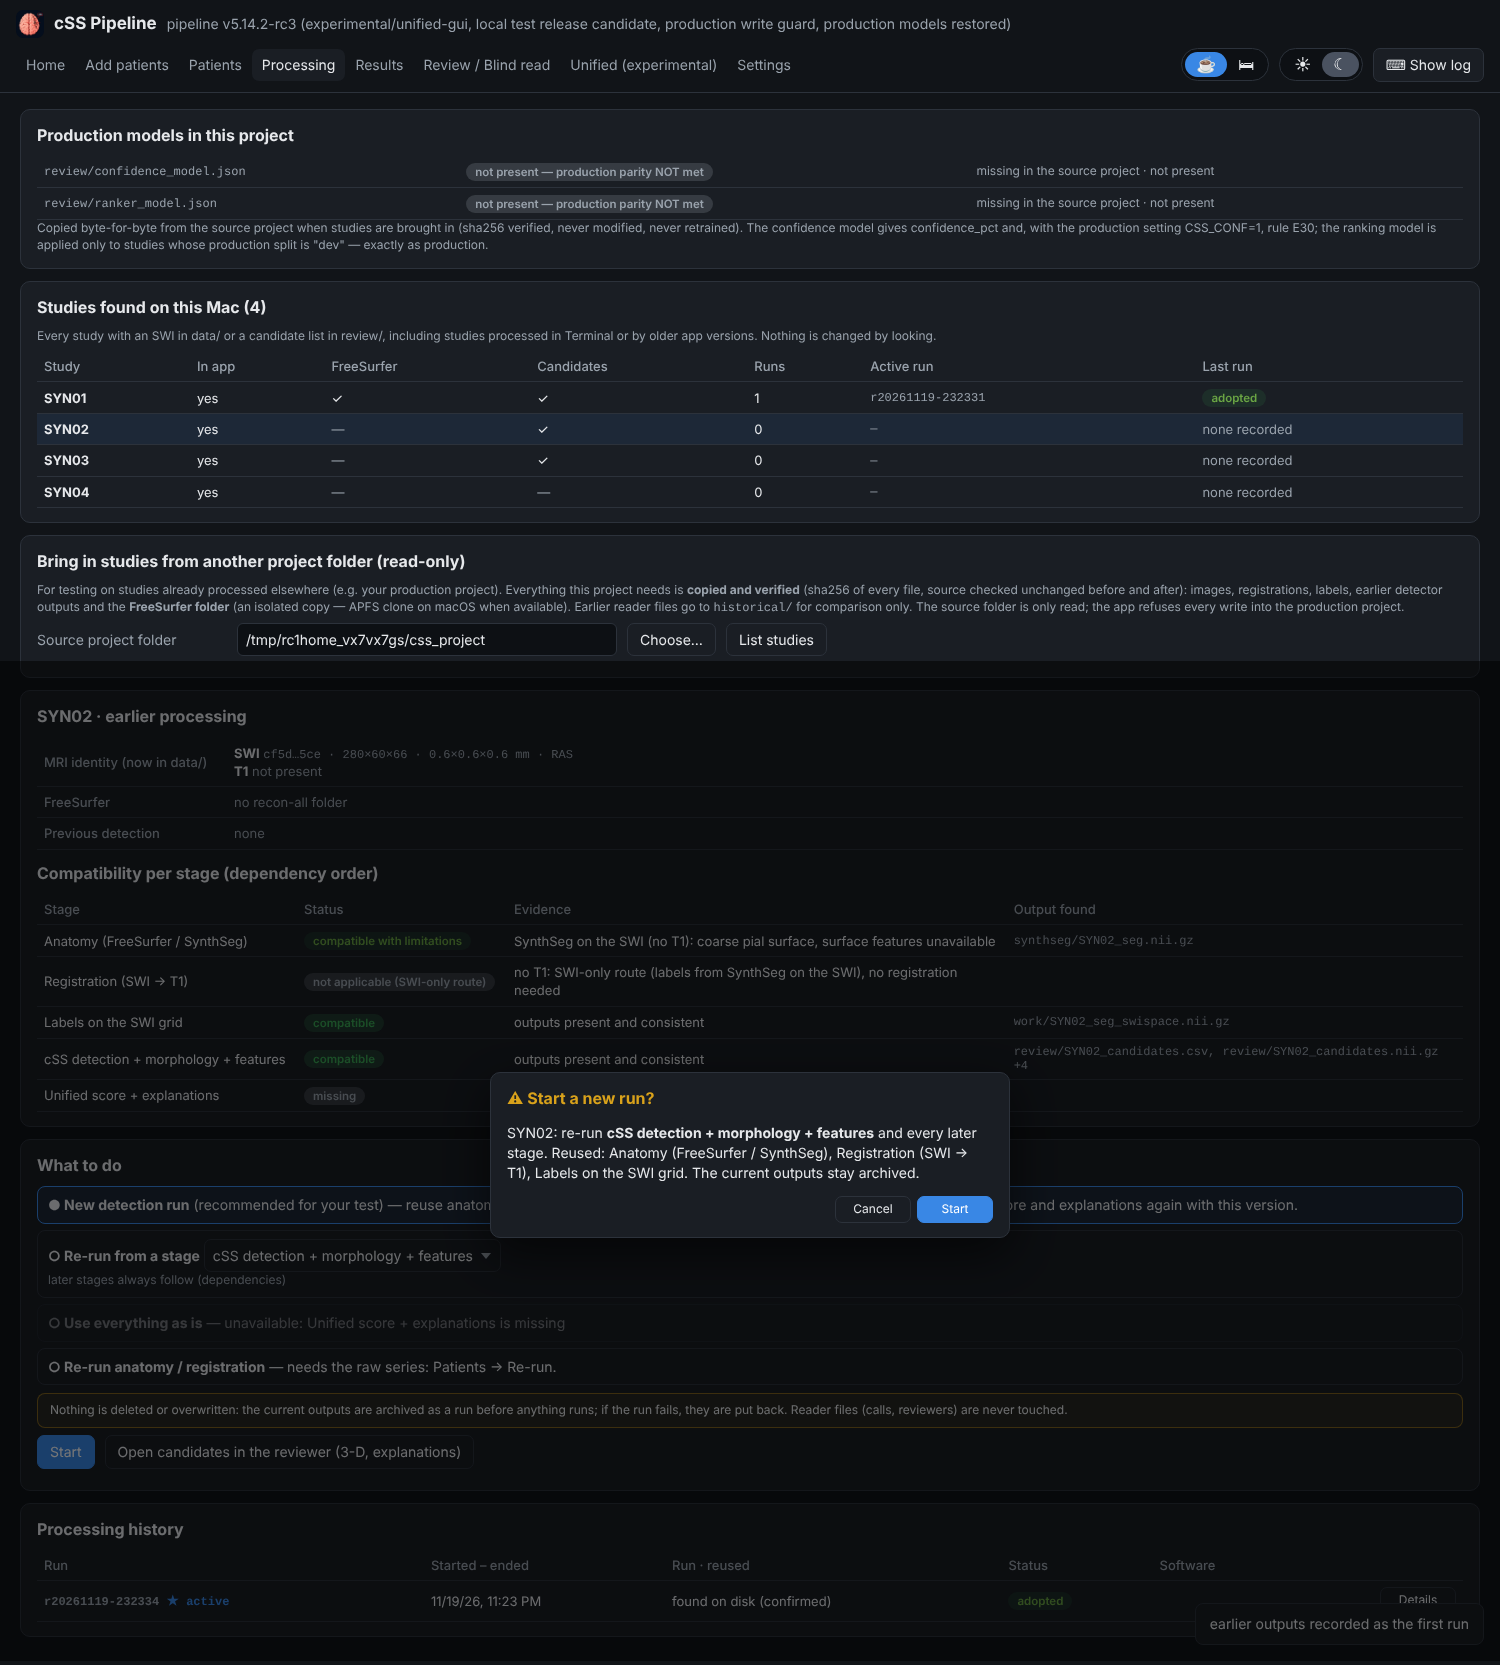 cSS Pipeline pipeline v5.14.2-rc3 (experimental/unified-gui, local test release candidate, production write guard, production models restored)
Home Add patients Patients Processing Results Review / Blind read Unified (experimental) Settings Show log
Production models in this project
review/confidence_model.json not present — production parity NOT met missing in the source project · not present
review/ranker_model.json not present — production parity NOT met missing in the source project · not present
Copied byte-for-byte from the source project when studies are brought in (sha256 verified, never modified, never retrained). The confidence model gives confidence_pct and, with the production setting CSS_CONF=1, rule E30; the ranking model is
applied only to studies whose production split is "dev" — exactly as production.
Studies found on this Mac (4)
Every study with an SWI in data/ or a candidate list in review/, including studies processed in Terminal or by older app versions. Nothing is changed by looking.
Study In app FreeSurfer Candidates Runs Active run Last run
SYN01 yes ✓ ✓ 1 r20261119-232331 adopted
SYN02 yes — ✓ 0 – none recorded
SYN03 yes — ✓ 0 – none recorded
SYN04 yes — — 0 – none recorded
Bring in studies from another project folder (read-only)
For testing on studies already processed elsewhere (e.g. your production project). Everything this project needs is copied and verified (sha256 of every file, source checked unchanged before and after): images, registrations, labels, earlier detector
outputs and the FreeSurfer folder (an isolated copy — APFS clone on macOS when available). Earlier reader files go to historical/ for comparison only. The source folder is only read; the app refuses every write into the production project.
Source project folder /tmp/rc1home_vx7vx7gs/css_project Choose... List studies
SYN02 · earlier processing
MRI identity (now in data/) SWI cf5d…5ce · 280×60×66 · 0.6×0.6×0.6 mm · RAS
T1 not present
FreeSurfer no recon-all folder
Previous detection none
Compatibility per stage (dependency order)
Stage Status Evidence Output found
Anatomy (FreeSurfer / SynthSeg) compatible with limitations SynthSeg on the SWI (no T1): coarse pial surface, surface features unavailable synthseg/SYN02_seg.nii.gz
Registration (SWI → T1) not applicable (SWI-only route) no T1: SWI-only route (labels from SynthSeg on the SWI), no registration
needed
Labels on the SWI grid compatible outputs present and consistent work/SYN02_seg_swispace.nii.gz
cSS detection + morphology + features compatible outputs present and consistent review/SYN02_candidates.csv, review/SYN02_candidates.nii.gz
+4
Unified score + explanations missing
⚠ Start a new run?
SYN02: re-run cSS detection + morphology + features and every later
stage. Reused: Anatomy (FreeSurfer / SynthSeg), Registration (SWI →
T1), Labels on the SWI grid. The current outputs stay archived.
Cancel Start
What to do
New detection run (recommended for your test) — reuse anaton re and explanations again with this version.
Re-run from a stage cSS detection + morphology + features
later stages always follow (dependencies)
Use everything as is — unavailable: Unified score + explanations is missing
Re-run anatomy / registration — needs the raw series: Patients → Re-run.
Nothing is deleted or overwritten: the current outputs are archived as a run before anything runs; if the run fails, they are put back. Reader files (calls, reviewers) are never touched.
Start Open candidates in the reviewer (3-D, explanations)
Processing history
Run Started – ended Run · reused Status Software
r20261119-232334 ★ active 11/19/26, 11:23 PM found on disk (confirmed) adopted Details
earlier outputs recorded as the first run